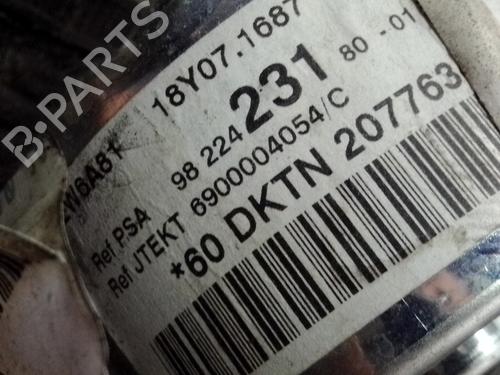 B-PARTS
18Y07.1687
Ref PSA 98 224 231 80-01
Ref JTEKT 6900004054/C
*60 DKTN 207763